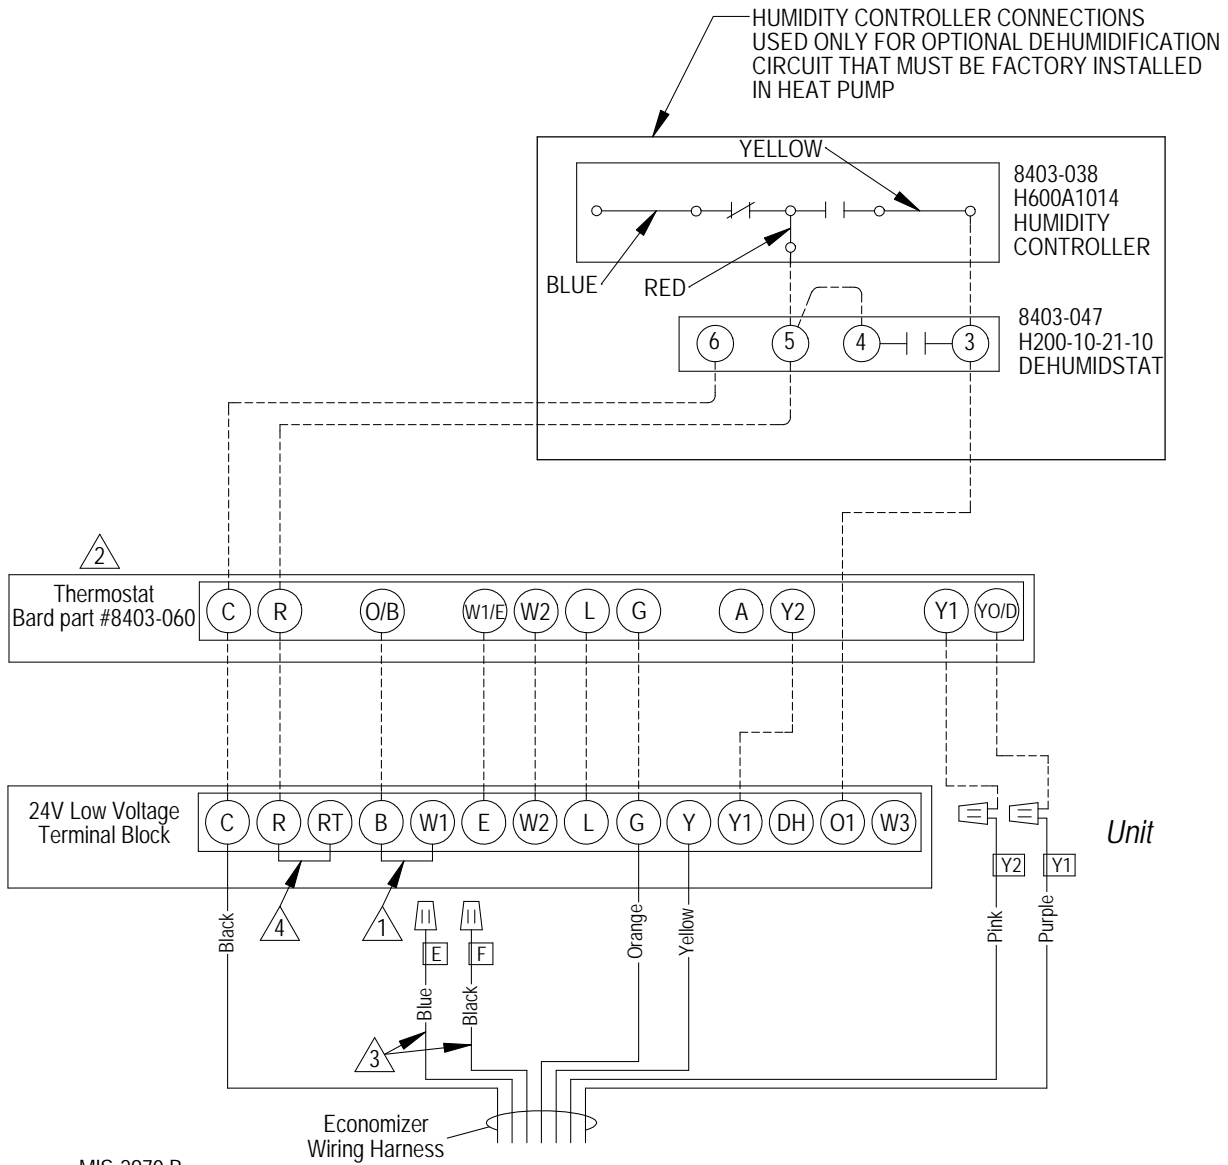 HUMIDITY CONTROLLER CONNECTIONS
USED ONLY FOR OPTIONAL DEHUMIDIFICATION
CIRCUIT THAT MUST BE FACTORY INSTALLED
IN HEAT PUMP
YELLOW
8403-038
H600A1014
HUMIDITY
CONTROLLER
BLUE
RED
8403-047
H200-10-21-10
DEHUMIDSTAT
6 5 4 3
2
Thermostat
Bard part #8403-060
C R O/B W1/E W2 L G A Y2 Y1 YO/D
24V Low Voltage
Terminal Block
C R RT B W1 E W2 L G Y Y1 DH O1 W3
Unit
Y2 Y1
4 1
Black
Orange
Yellow
Pink
Purple
E F
Blue
Black
3
Economizer
Wiring Harness